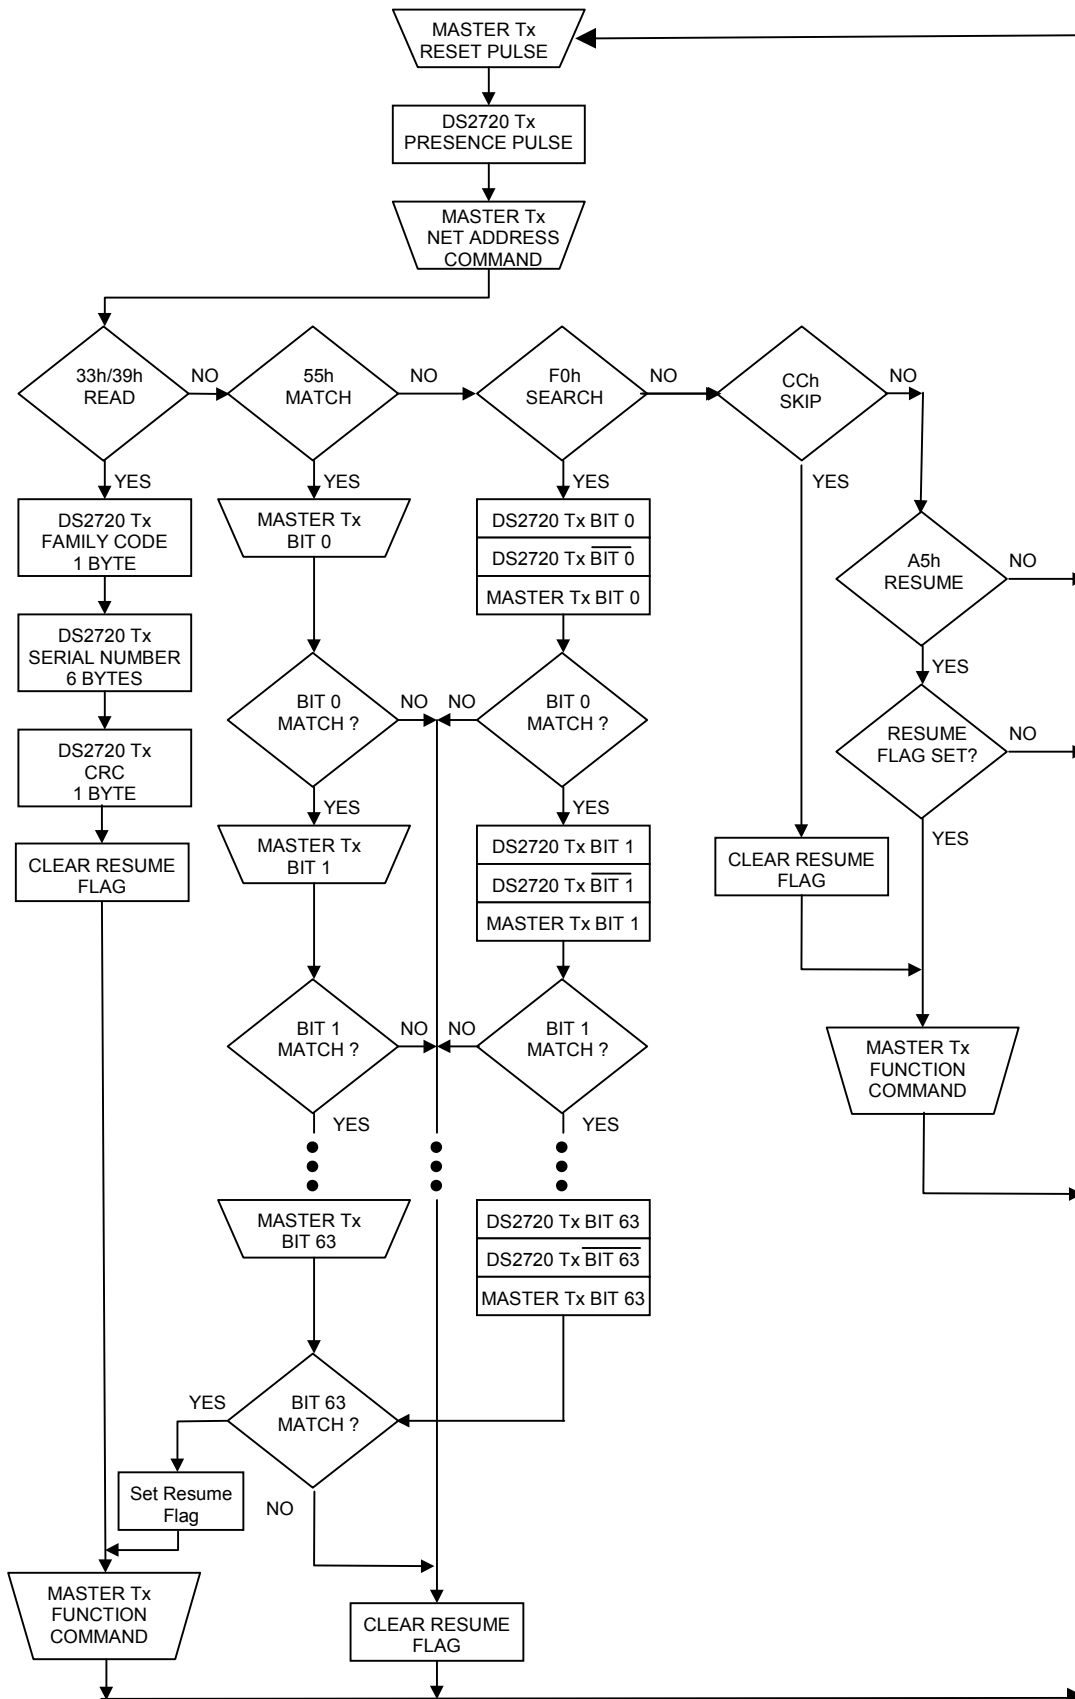 MASTER Tx
RESET PULSE
DS2720 Tx
PRESENCE PULSE
MASTER Tx
NET ADDRESS
COMMAND
33h/39h
READ
NO
55h
MATCH
NO
F0h
SEARCH
NO
CCh
SKIP
NO
YES
YES
YES
YES
DS2720 Tx
FAMILY CODE
1 BYTE
MASTER Tx
BIT 0
DS2720 Tx BIT 0
DS2720 Tx B̅I̅T̅ ̅0̅
MASTER Tx BIT 0
A5h
RESUME
NO
YES
DS2720 Tx
SERIAL NUMBER
6 BYTES
BIT 0
MATCH ?
NO
NO
BIT 0
MATCH ?
RESUME
FLAG SET?
NO
DS2720 Tx
CRC
1 BYTE
YES
YES
YES
CLEAR RESUME
FLAG
MASTER Tx
BIT 1
DS2720 Tx BIT 1
DS2720 Tx B̅I̅T̅ ̅1̅
MASTER Tx BIT 1
CLEAR RESUME
FLAG
BIT 1
MATCH ?
NO
NO
BIT 1
MATCH ?
MASTER Tx
FUNCTION
COMMAND
YES
YES
MASTER Tx
BIT 63
DS2720 Tx BIT 63
DS2720 Tx B̅I̅T̅ ̅6̅3̅
MASTER Tx BIT 63
YES
BIT 63
MATCH ?
Set Resume
Flag
NO
MASTER Tx
FUNCTION
COMMAND
CLEAR RESUME
FLAG